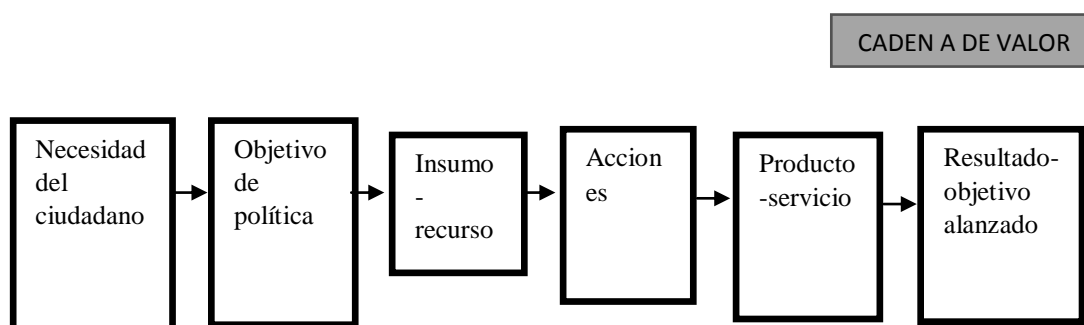 CADEN A DE VALOR
Necesidad
del
ciudadano
Objetivo
de
política
Insumo
-
recurso
Accion
es
Producto
-servicio
Resultado-
objetivo
alanzado